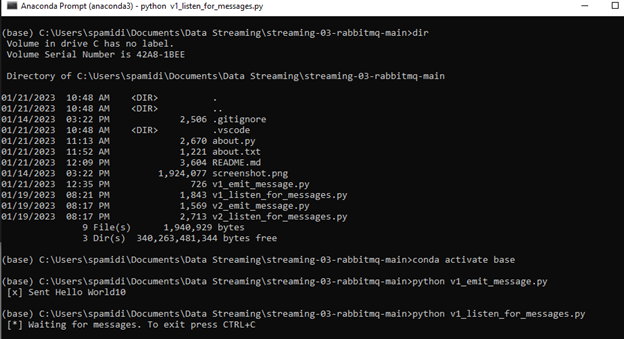 Anaconda Prompt (anaconda3) - python v1_listen_for_messages.py
(base) C:\Users\spamidi\Documents\Data Streaming\streaming-03-rabbitmq-main>dir
Volume in drive C has no label.
Volume Serial Number is 42A8-1BEE
Directory of C:\Users\spamidi\Documents\Data Streaming\streaming-03-rabbitmq-main
01/21/2023  10:48 AM    <DIR>          .
01/21/2023  10:48 AM    <DIR>          ..
01/14/2023  03:22 PM             2,506 .gitignore
01/21/2023  10:48 AM    <DIR>          .vscode
01/21/2023  11:13 AM             2,670 about.py
01/21/2023  11:52 AM             1,221 about.txt
01/21/2023  12:09 PM             3,604 README.md
01/14/2023  03:22 PM         1,924,077 screenshot.png
01/21/2023  12:35 PM               726 v1_emit_message.py
01/19/2023  08:21 PM             1,843 v1_listen_for_messages.py
01/19/2023  08:17 PM             1,569 v2_emit_message.py
01/19/2023  08:17 PM             2,713 v2_listen_for_messages.py
9 File(s)      1,940,929 bytes
3 Dir(s)  340,263,481,344 bytes free
(base) C:\Users\spamidi\Documents\Data Streaming\streaming-03-rabbitmq-main>conda activate base
(base) C:\Users\spamidi\Documents\Data Streaming\streaming-03-rabbitmq-main>python v1_emit_message.py
[x] Sent Hello World10
(base) C:\Users\spamidi\Documents\Data Streaming\streaming-03-rabbitmq-main>python v1_listen_for_messages.py
[*] Waiting for messages. To exit press CTRL+C